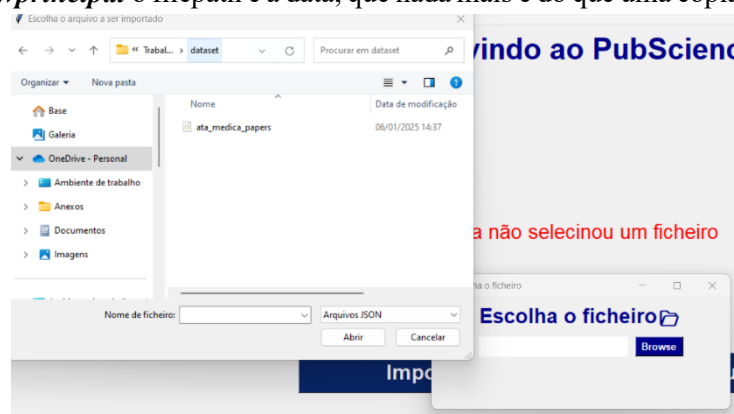 principal o filepath e a data, que nada mais é do que uma cópia
Escolha o arquivo a ser importado
« Trabal... › dataset
Procurar em dataset
Organizar
Nova pasta
Base
Galeria
OneDrive - Personal
Ambiente de trabalho
Anexos
Documentos
Imagens
Nome
Data de modificação
ata_medica_papers
06/01/2025 14:37
Nome de ficheiro:
Arquivos JSON
Abrir
Cancelar
vindo ao PubScienc
a não selecinou um ficheiro
ha o ficheiro
Escolha o ficheiro
Browse
Impo